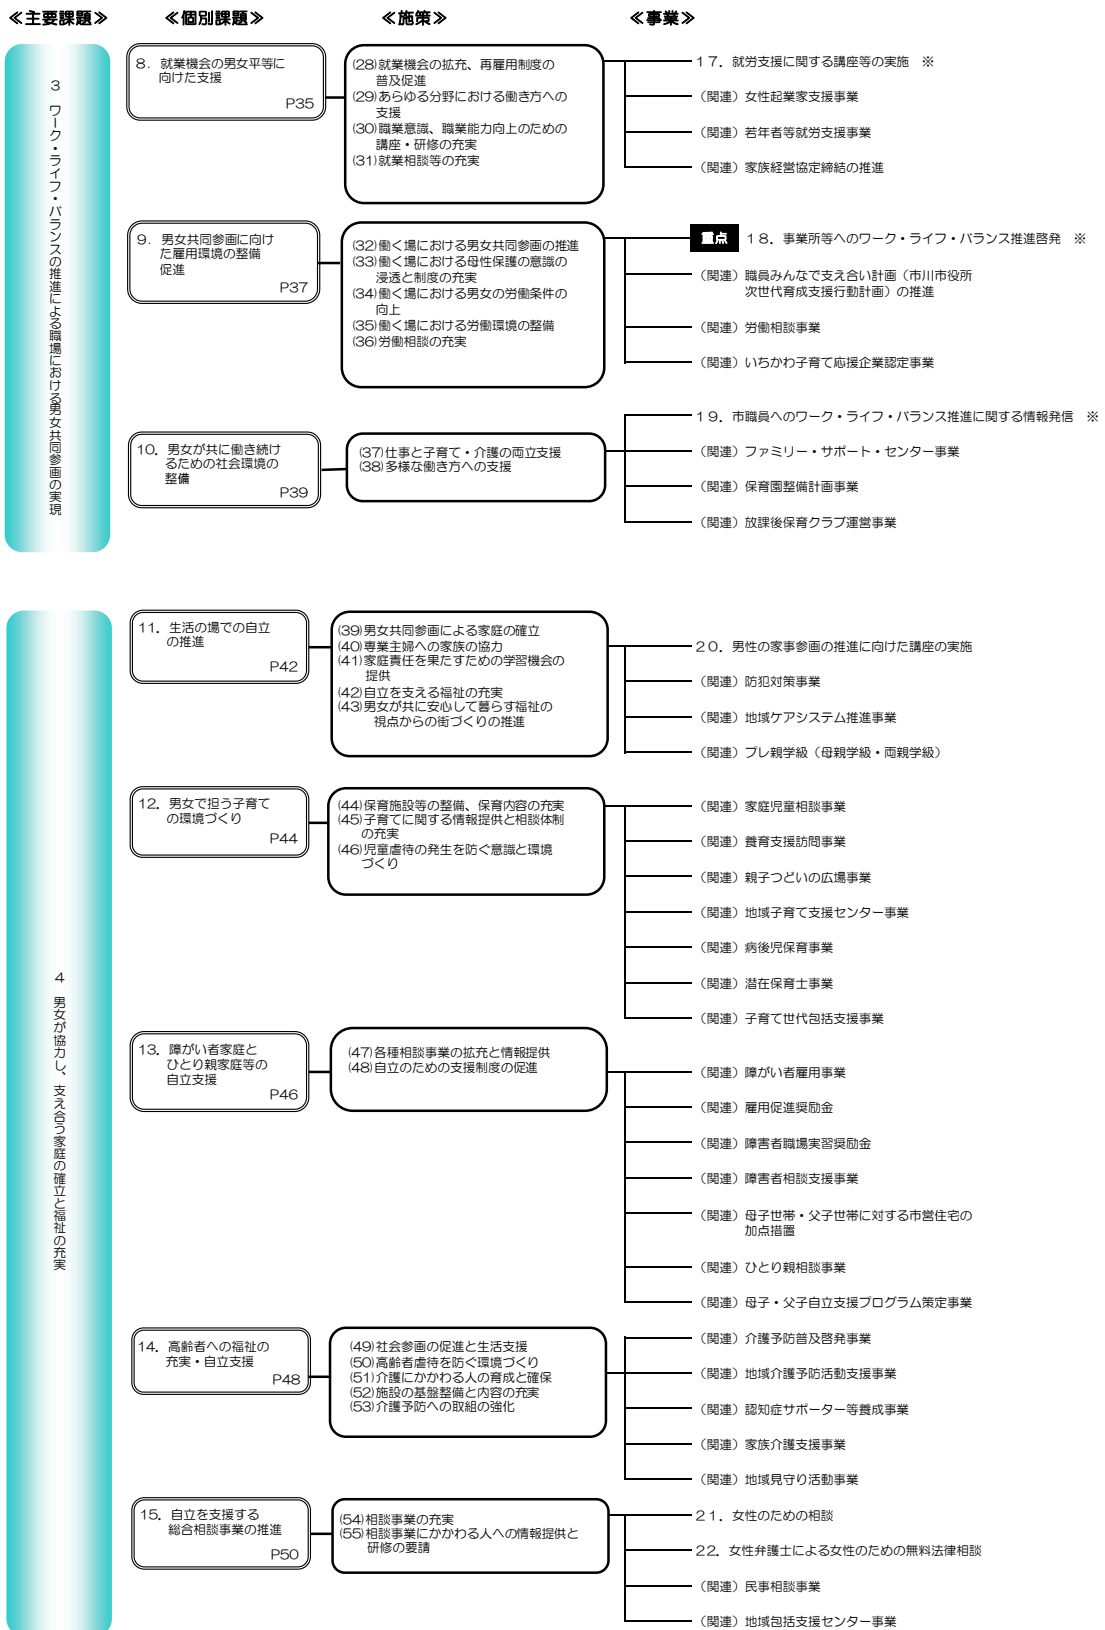 ≪主要課題≫ ≪個別課題≫ ≪施策≫ ≪事業≫
3 ワーク・ライフ・バランスの推進による職場における男女共同参画の実現
8．就業機会の男女平等に
向けた支援
P35
(28)就業機会の拡充、再雇用制度の
普及促進
(29)あらゆる分野における働き方への
支援
(30)職業意識、職業能力向上のための
講座・研修の充実
(31)就業相談等の充実
１７．就労支援に関する講座等の実施　※
（関連）女性起業家支援事業
（関連）若年者等就労支援事業
（関連）家族経営協定締結の推進
9．男女共同参画に向け
た雇用環境の整備
促進
P37
(32)働く場における男女共同参画の推進
(33)働く場における母性保護の意識の
浸透と制度の充実
(34)働く場における男女の労働条件の
向上
(35)働く場における労働環境の整備
(36)労働相談の充実
重点 １８．事業所等へのワーク・ライフ・バランス推進啓発　※
（関連）職員みんなで支え合い計画（市川市役所
次世代育成支援行動計画）の推進
（関連）労働相談事業
（関連）いちかわ子育て応援企業認定事業
10．男女が共に働き続け
るための社会環境の
整備
P39
(37)仕事と子育て・介護の両立支援
(38)多様な働き方への支援
１９．市職員へのワーク・ライフ・バランス推進に関する情報発信　※
（関連）ファミリー・サポート・センター事業
（関連）保育園整備計画事業
（関連）放課後保育クラブ運営事業
4 男女が協力し、支え合う家庭の確立と福祉の充実
11．生活の場での自立
の推進
P42
(39)男女共同参画による家庭の確立
(40)専業主婦への家族の協力
(41)家庭責任を果たすための学習機会の
提供
(42)自立を支える福祉の充実
(43)男女が共に安心して暮らす福祉の
視点からの街づくりの推進
２０．男性の家事参画の推進に向けた講座の実施
（関連）防犯対策事業
（関連）地域ケアシステム推進事業
（関連）プレ親学級（母親学級・両親学級）
12．男女で担う子育て
の環境づくり
P44
(44)保育施設等の整備、保育内容の充実
(45)子育てに関する情報提供と相談体制
の充実
(46)児童虐待の発生を防ぐ意識と環境
づくり
（関連）家庭児童相談事業
（関連）養育支援訪問事業
（関連）親子つどいの広場事業
（関連）地域子育て支援センター事業
（関連）病後児保育事業
（関連）潜在保育士事業
（関連）子育て世代包括支援事業
13．障がい者家庭と
ひとり親家庭等の
自立支援
P46
(47)各種相談事業の拡充と情報提供
(48)自立のための支援制度の促進
（関連）障がい者雇用事業
（関連）雇用促進奨励金
（関連）障害者職場実習奨励金
（関連）障害者相談支援事業
（関連）母子世帯・父子世帯に対する市営住宅の
加点措置
（関連）ひとり親相談事業
（関連）母子・父子自立支援プログラム策定事業
14．高齢者への福祉の
充実・自立支援
P48
(49)社会参画の促進と生活支援
(50)高齢者虐待を防ぐ環境づくり
(51)介護にかかわる人の育成と確保
(52)施設の基盤整備と内容の充実
(53)介護予防への取組の強化
（関連）介護予防普及啓発事業
（関連）地域介護予防活動支援事業
（関連）認知症サポーター等養成事業
（関連）家族介護支援事業
（関連）地域見守り活動事業
15．自立を支援する
総合相談事業の推進
P50
(54)相談事業の充実
(55)相談事業にかかわる人への情報提供と
研修の要請
２１．女性のための相談
２２．女性弁護士による女性のための無料法律相談
（関連）民事相談事業
（関連）地域包括支援センター事業